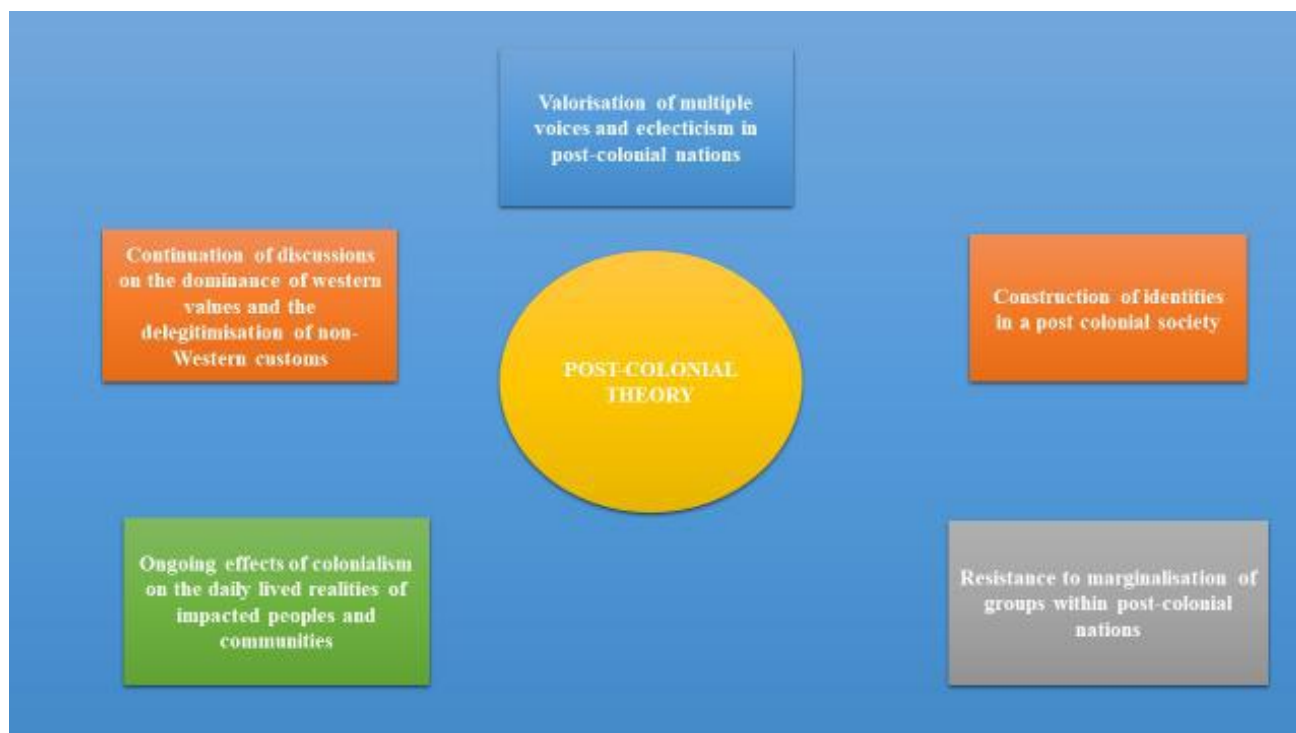 Valorisation of multiple
voices and eclecticism in
post-colonial nations
Continuation of discussions
on the dominance of western
values and the
delegitimisation of non-
Western customs
Construction of identities
in a post colonial society
POST-COLONIAL
THEORY
Ongoing effects of colonialism
on the daily lived realities of
impacted peoples and
communities
Resistance to marginalisation of
groups within post-colonial
nations